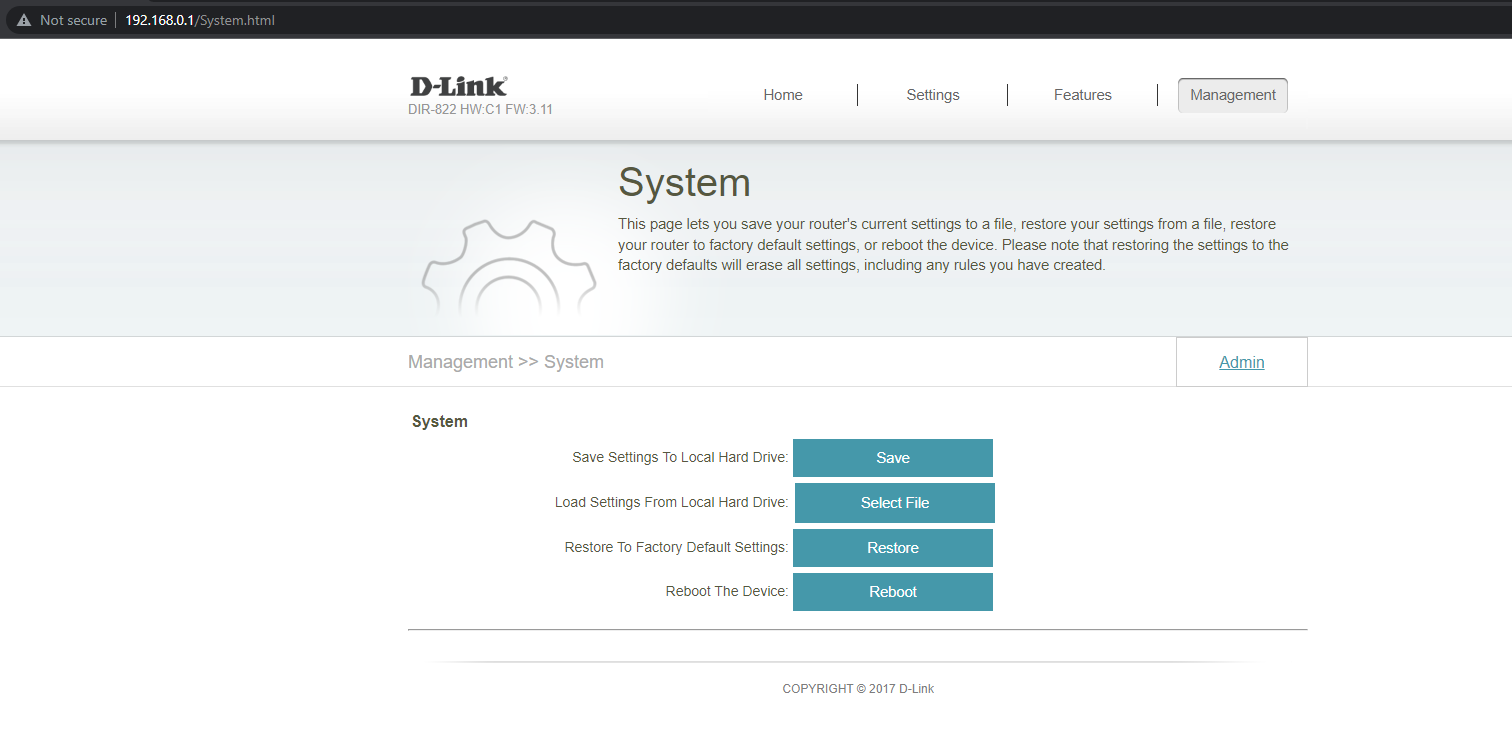 Not secure 192.168.0.1/System.html
D-Link
DIR-822 HW:C1 FW:3.11
Home
Settings
Features
Management
System
This page lets you save your router's current settings to a file, restore your settings from a file, restore
your router to factory default settings, or reboot the device. Please note that restoring the settings to the
factory defaults will erase all settings, including any rules you have created.
Management >> System
Admin
System
Save Settings To Local Hard Drive: Save
Load Settings From Local Hard Drive: Select File
Restore To Factory Default Settings: Restore
Reboot The Device: Reboot
COPYRIGHT © 2017 D-Link